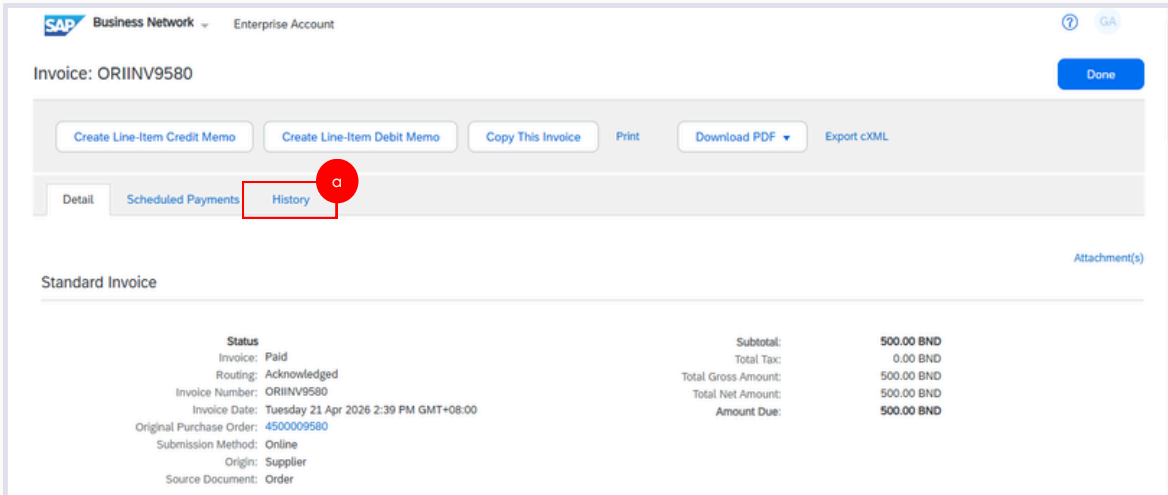 SAP Business Network Enterprise Account ? GA
Invoice: ORIINV9580
Done
Create Line-Item Credit Memo Create Line-Item Debit Memo Copy This Invoice Print Download PDF Export cXML
a
Detail Scheduled Payments History
Attachment(s)
Standard Invoice
Status
Invoice: Paid
Routing: Acknowledged
Invoice Number: ORIINV9580
Invoice Date: Tuesday 21 Apr 2026 2:39 PM GMT+08:00
Original Purchase Order: 4500009580
Submission Method: Online
Origin: Supplier
Source Document: Order
Subtotal: 500.00 BND
Total Tax: 0.00 BND
Total Gross Amount: 500.00 BND
Total Net Amount: 500.00 BND
Amount Due: 500.00 BND